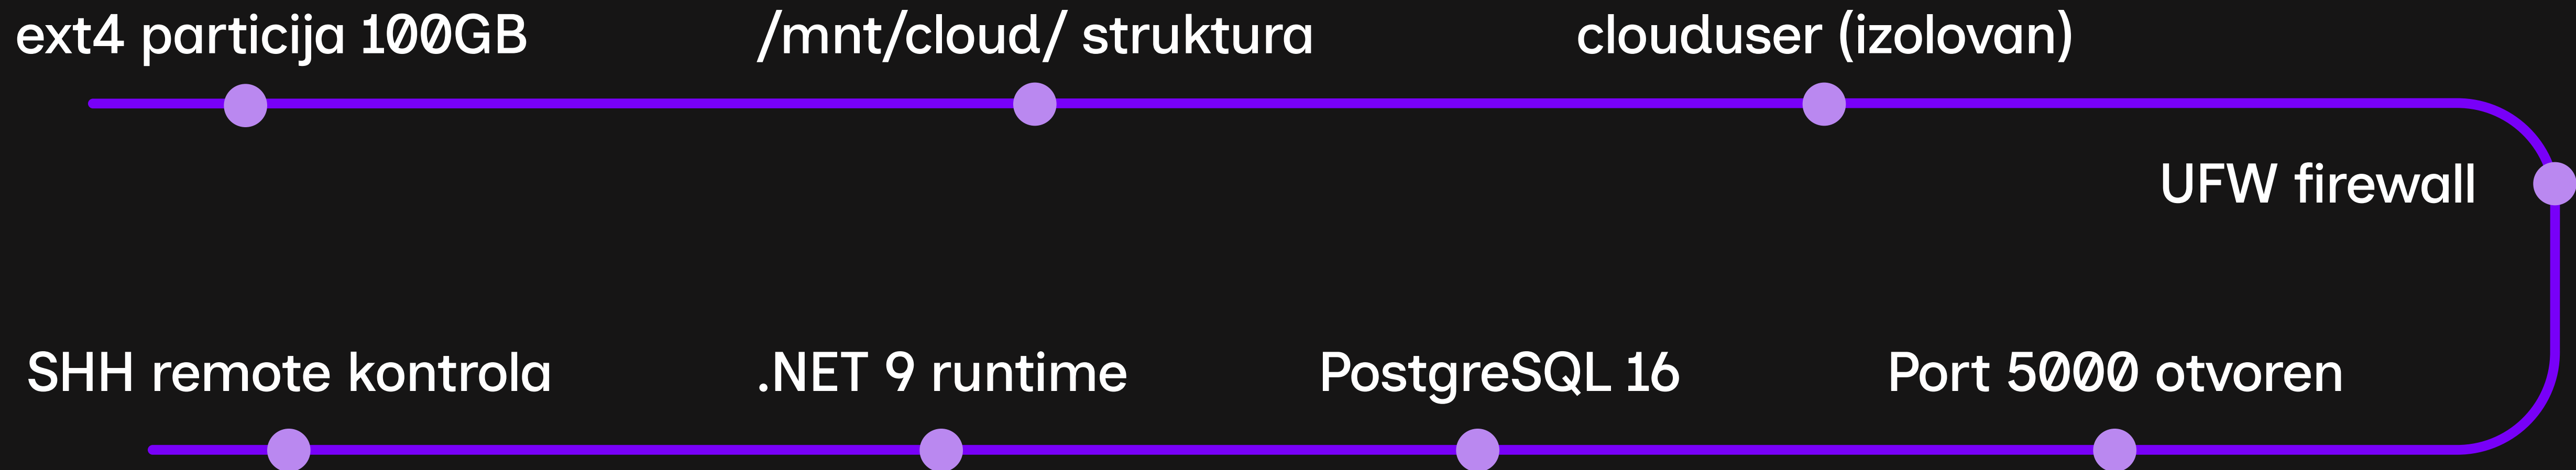 ext4 particija 100GB
/mnt/cloud/ struktura
clouduser (izolovan)
UFW firewall
SHH remote kontrola
.NET 9 runtime
PostgreSQL 16
Port 5000 otvoren